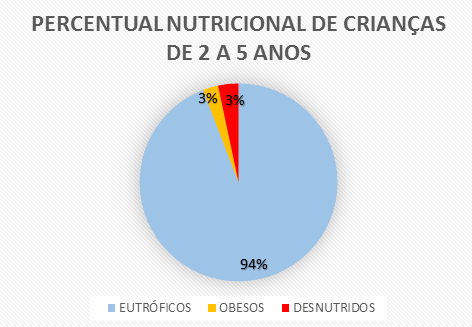 PERCENTUAL NUTRICIONAL DE CRIANÇAS
DE 2 A 5 ANOS
3%
3%
94%
EUTRÓFICOS OBESOS DESNUTRIDOS